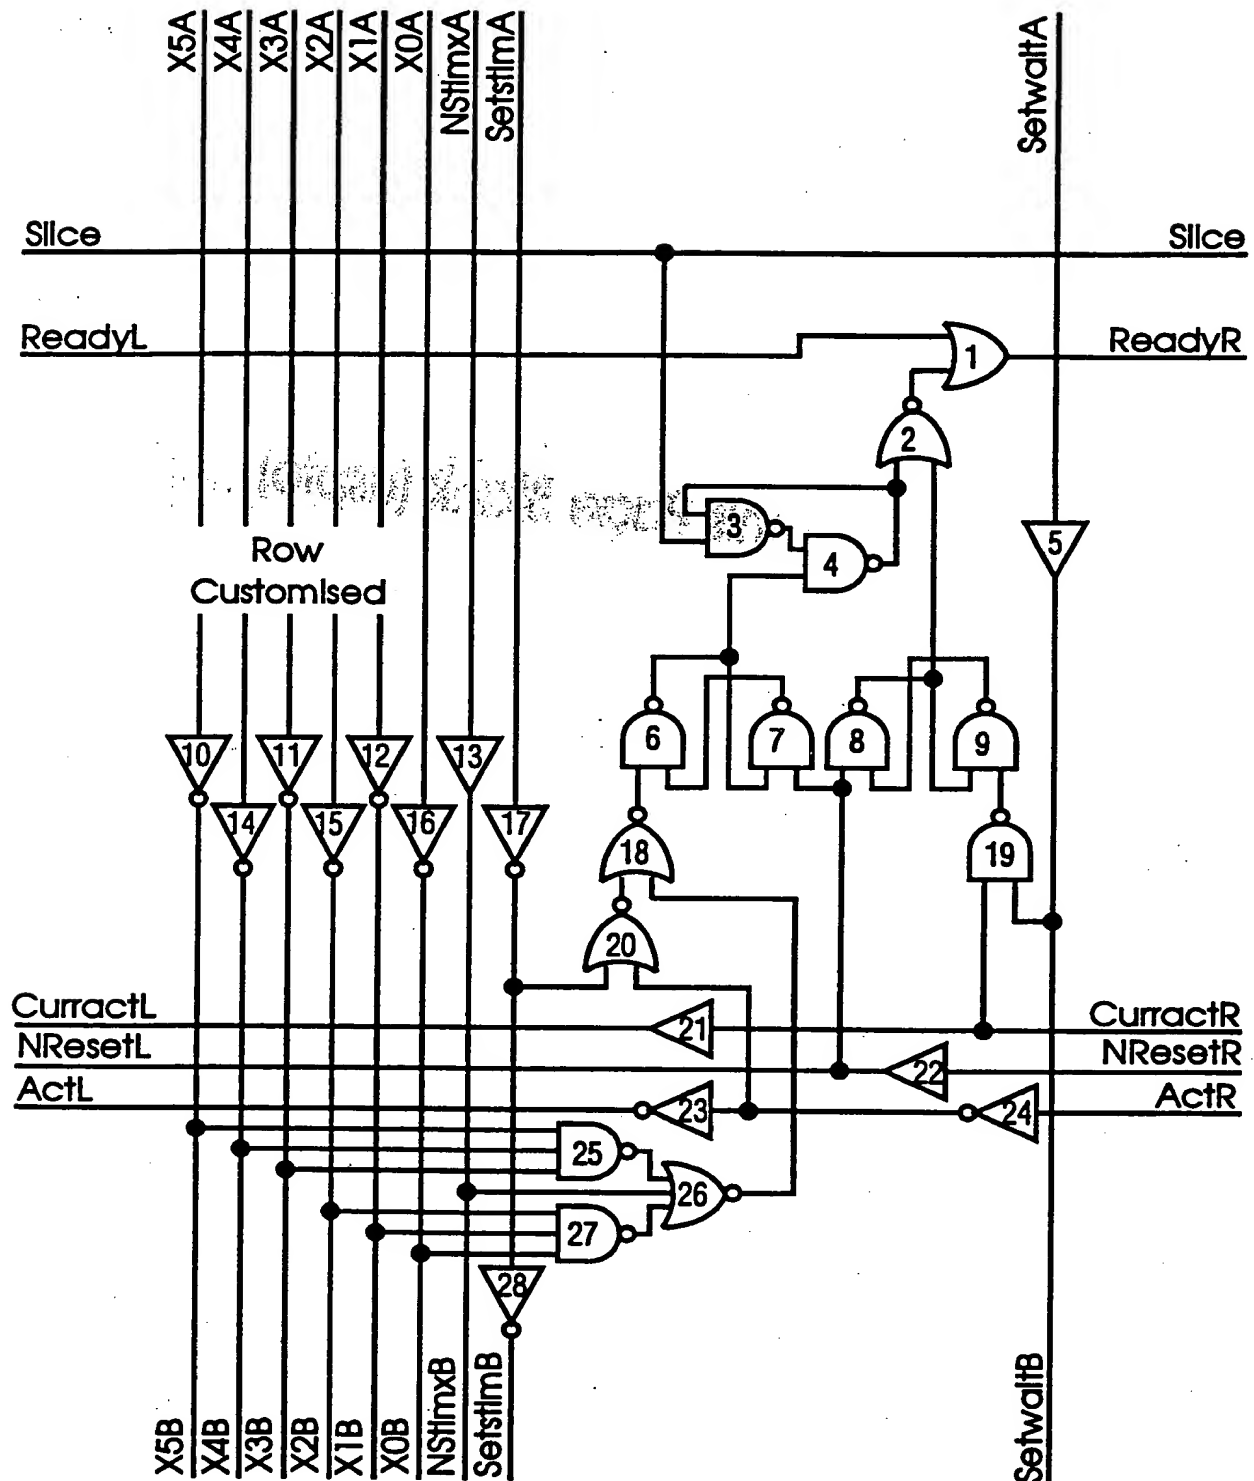 X5A
X4A
X3A
X2A
X1A
X0A
NStimxA
SetstimA
SetwaitA
Slice
Slice
ReadyL
ReadyR
1
2
3
4
5
Row
Customised
6
7
8
9
10
11
12
13
14
15
16
17
18
19
20
CurractL
21
CurractR
NResetL
22
NResetR
ActL
23
24
ActR
25
26
27
28
X5B
X4B
X3B
X2B
X1B
X0B
NStimxB
SetstimB
SetwaitB